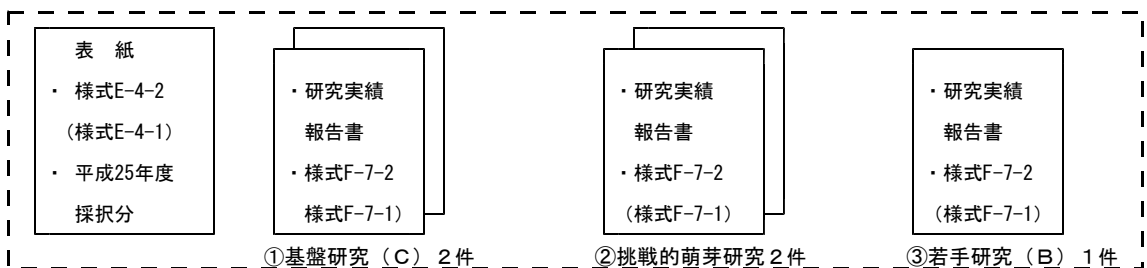 表 紙
・ 様式E-4-2
(様式E-4-1)
・ 平成25年度
採択分
・研究実績
報告書
・様式F-7-2
様式F-7-1)
①基盤研究(C) 2件
・研究実績
報告書
・様式F-7-2
(様式F-7-1)
②挑戦的萌芽研究2件
・研究実績
報告書
・様式F-7-2
(様式F-7-1)
③若手研究(B) 1件